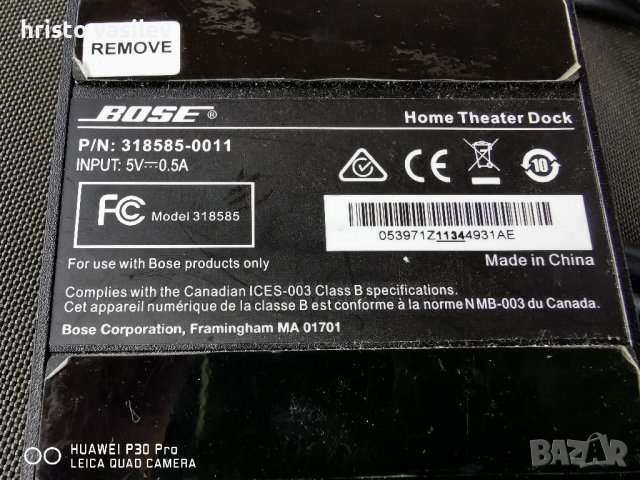 hristo vasilev
REMOVE
BOSE ®
Home Theater Dock
P/N: 318585-0011
INPUT: 5V⎓0.5A
FC Model 318585
CE
10
053971Z11344931AE
For use with Bose products only
Made in China
Complies with the Canadian ICES-003 Class B specifications.
Cet appareil numérique de la classe B est conforme à la norme NMB-003 du Canada.
Bose Corporation, Framingham MA 01701
HUAWEI P30 Pro
LEICA QUAD CAMERA
BAZAR